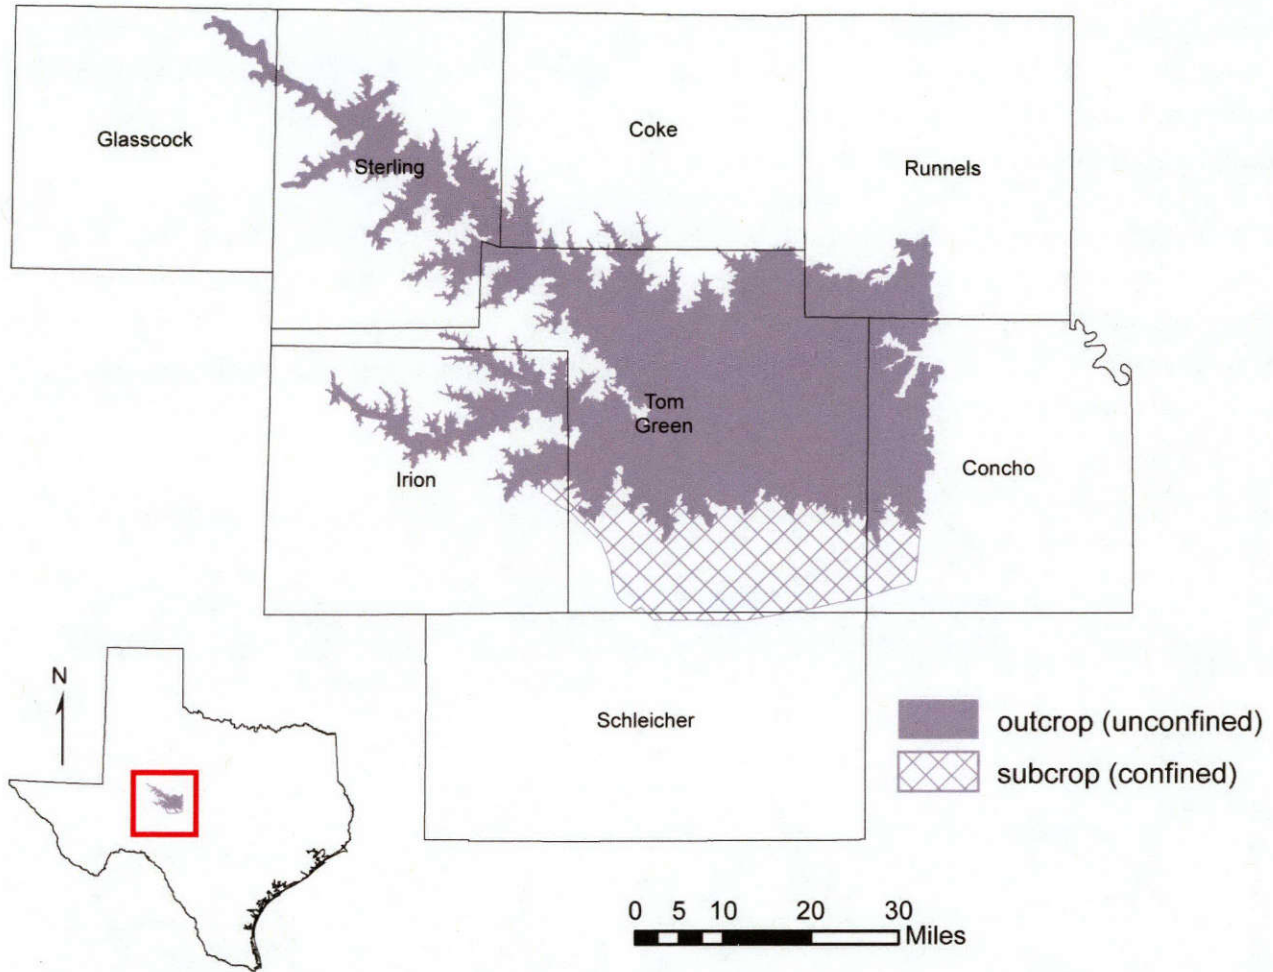 Glasscock
Sterling
Coke
Runnels
Tom
Green
Irion
Concho
Schleicher
N
outcrop (unconfined)
subcrop (confined)
0 5 10 20 30
Miles